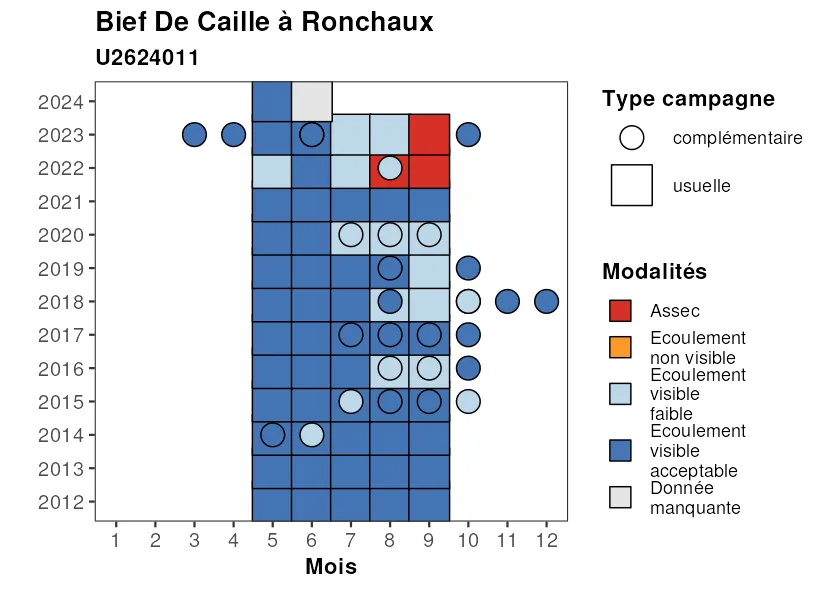 Bief De Caille à Ronchaux
U2624011
2024
2023
2022
2021
2020
2019
2018
2017
2016
2015
2014
2013
2012
1 2 3 4 5 6 7 8 9 10 11 12
Mois
Type campagne
complémentaire
usuelle
Modalités
Assec
Ecoulement
non visible
Ecoulement
visible
faible
Ecoulement
visible
acceptable
Donnée
manquante